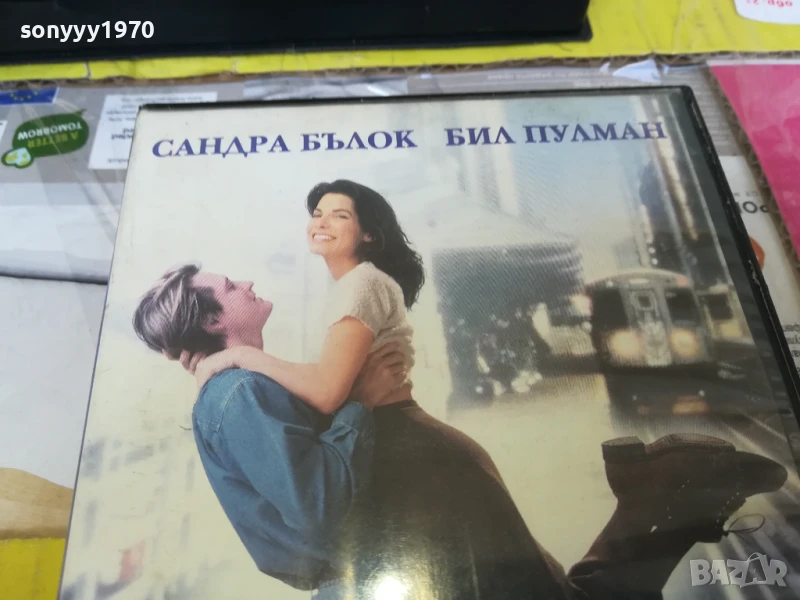 sonyyy1970
A BETTER
TOMORROW
САНДРА БЪЛОК БИЛ ПУЛМАН
BAZAR